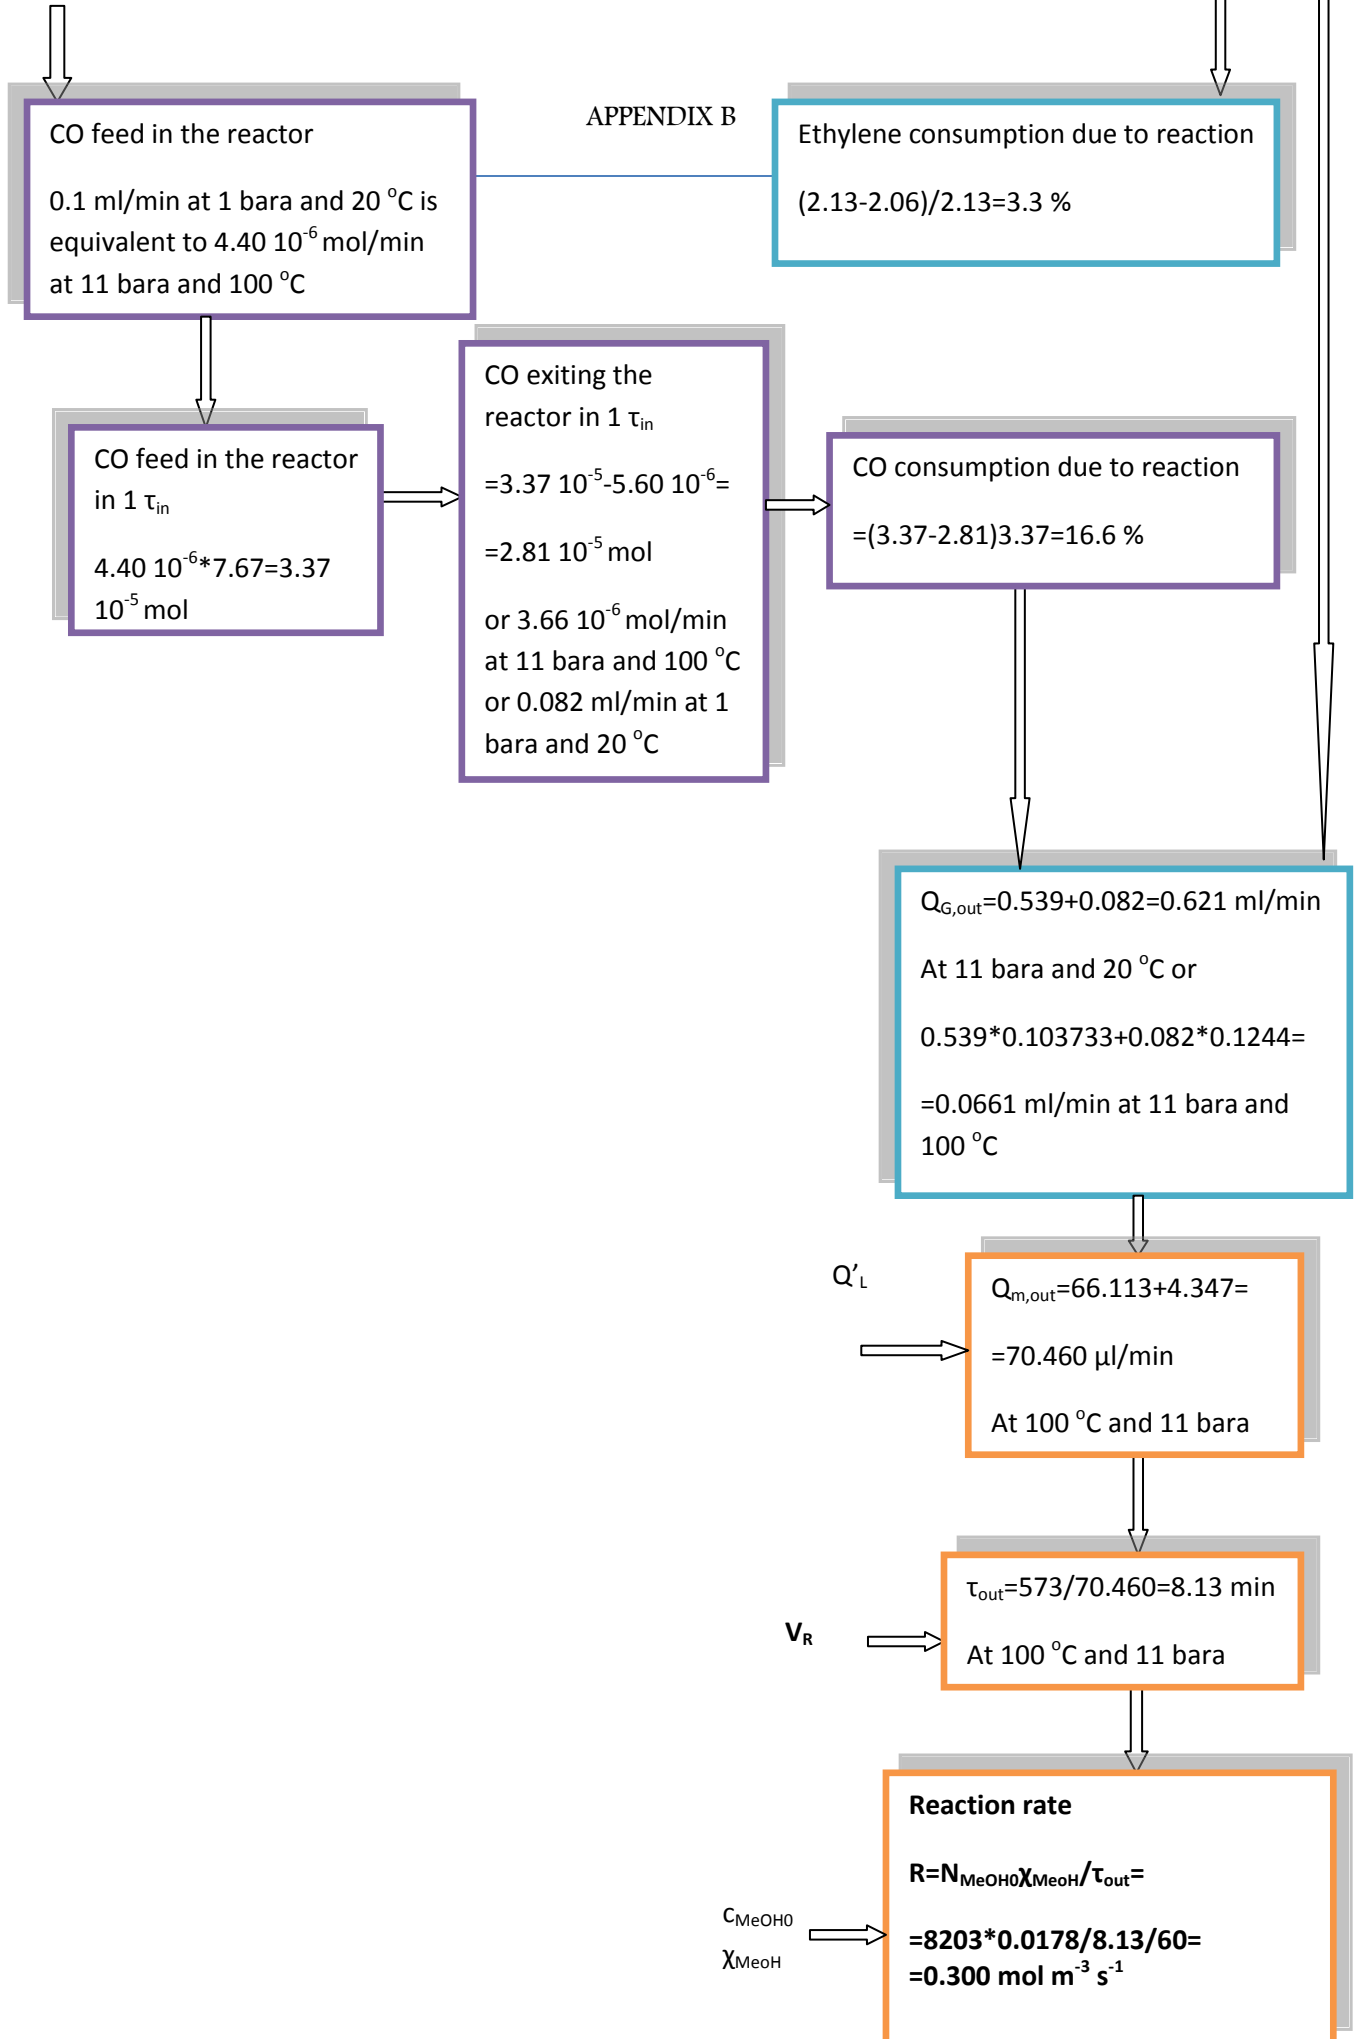 APPENDIX B
CO feed in the reactor
0.1 ml/min at 1 bara and 20 °C is
equivalent to 4.40 10⁻⁶ mol/min
at 11 bara and 100 °C
Ethylene consumption due to reaction
(2.13-2.06)/2.13=3.3 %
CO feed in the reactor
in 1 τin
4.40 10⁻⁶*7.67=3.37
10⁻⁵ mol
CO exiting the
reactor in 1 τin
=3.37 10⁻⁵-5.60 10⁻⁶=
=2.81 10⁻⁵ mol
or 3.66 10⁻⁶ mol/min
at 11 bara and 100 °C
or 0.082 ml/min at 1
bara and 20 °C
CO consumption due to reaction
=(3.37-2.81)3.37=16.6 %
QG,out=0.539+0.082=0.621 ml/min
At 11 bara and 20 °C or
0.539*0.103733+0.082*0.1244=
=0.0661 ml/min at 11 bara and
100 °C
Q’L
Qm,out=66.113+4.347=
=70.460 μl/min
At 100 °C and 11 bara
VR
τout=573/70.460=8.13 min
At 100 °C and 11 bara
cMeOH0
χMeoH
Reaction rate
R=NMeOH0χMeoH/τout=
=8203*0.0178/8.13/60=
=0.300 mol m⁻³ s⁻¹